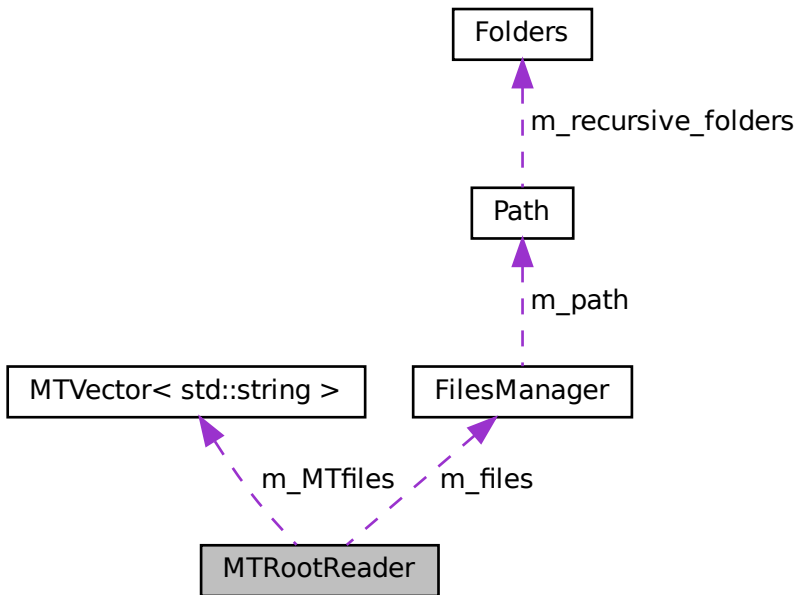 Folders
m_recursive_folders
Path
m_path
MTVector< std::string >
FilesManager
m_MTfiles
m_files
MTRootReader